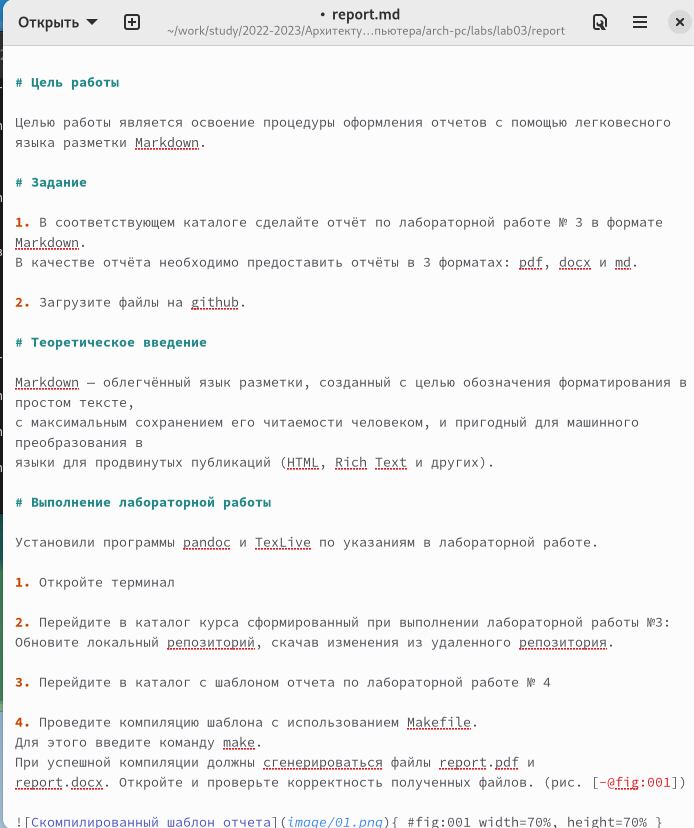 Открыть
• report.md
~/work/study/2022-2023/Архитекту…пьютера/arch-pc/labs/lab03/report
# Цель работы
Целью работы является освоение процедуры оформления отчетов с помощью легковесного
языка разметки Markdown.
# Задание
1. В соответствующем каталоге сделайте отчёт по лабораторной работе № 3 в формате
Markdown.
В качестве отчёта необходимо предоставить отчёты в 3 форматах: pdf, docx и md.
2. Загрузите файлы на github.
# Теоретическое введение
Markdown — облегчённый язык разметки, созданный с целью обозначения форматирования в
простом тексте,
с максимальным сохранением его читаемости человеком, и пригодный для машинного
преобразования в
языки для продвинутых публикаций (HTML, Rich Text и других).
# Выполнение лабораторной работы
Установили программы pandoc и TexLive по указаниям в лабораторной работе.
1. Откройте терминал
2. Перейдите в каталог курса сформированный при выполнении лабораторной работы №3:
Обновите локальный репозиторий, скачав изменения из удаленного репозитория.
3. Перейдите в каталог с шаблоном отчета по лабораторной работе № 4
4. Проведите компиляцию шаблона с использованием Makefile.
Для этого введите команду make.
При успешной компиляции должны сгенерироваться файлы report.pdf и
report.docx. Откройте и проверьте корректность полученных файлов. (рис. [-@fig:001])
![Скомпилированный шаблон отчета](image/01.png){ #fig:001 width=70%, height=70% }